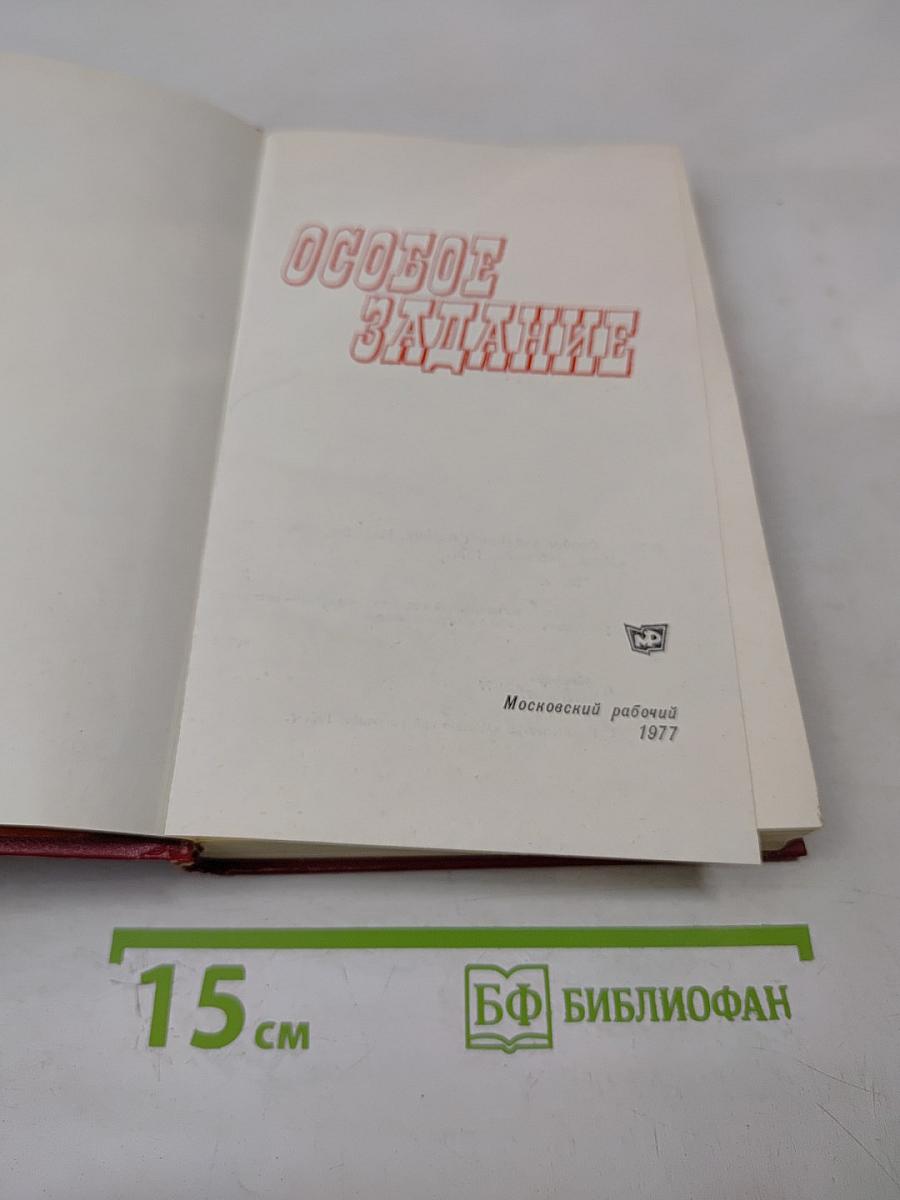 ОСОБОЕ
ЗАДАНИЕ
МР
Московский рабочий
1977
15 см
БФ БИБЛИОФАН